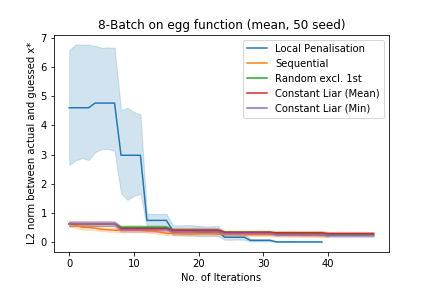 8-Batch on egg function (mean, 50 seed)
L2 norm between actual and guessed x*
7
6
5
4
3
2
1
0
Local Penalisation
Sequential
Random excl. 1st
Constant Liar (Mean)
Constant Liar (Min)
0 10 20 30 40
No. of Iterations